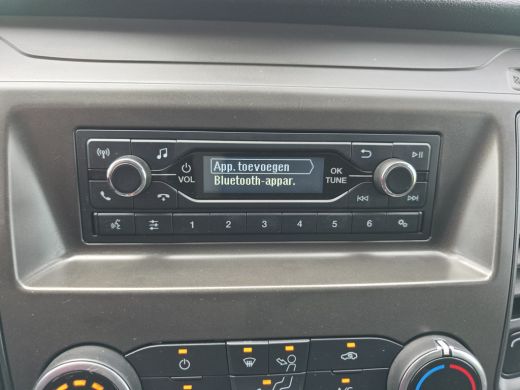 App. toevoegen
Bluetooth-appar.
VOL
OK
TUNE
1 2 3 4 5 6
A/C